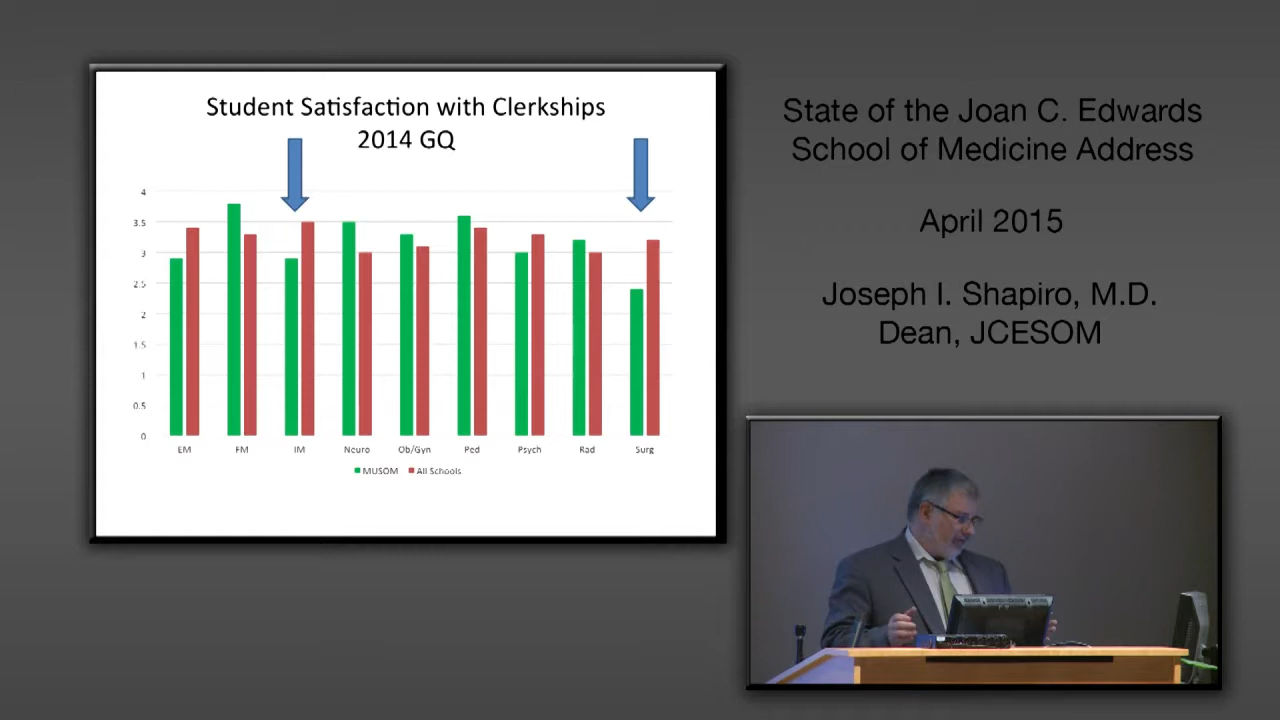 Student Satisfaction with Clerkships
2014 GQ
4
3.5
3
2.5
2
1.5
1
0.5
0
EM FM IM Neuro Ob/Gyn Ped Psych Rad Surg
MUSOM All Schools
State of the Joan C. Edwards
School of Medicine Address
April 2015
Joseph I. Shapiro, M.D.
Dean, JCESOM